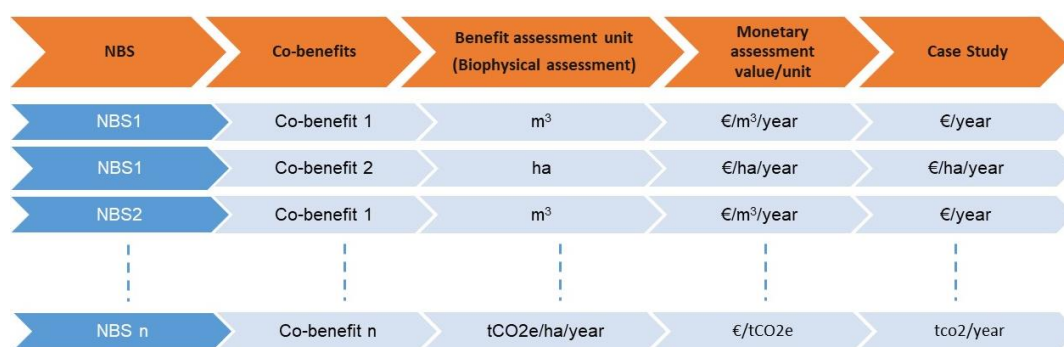 NBS
Co-benefits
Benefit assessment unit
(Biophysical assessment)
Monetary
assessment
value/unit
Case Study
NBS1
Co-benefit 1
m³
€/m³/year
€/year
NBS1
Co-benefit 2
ha
€/ha/year
€/ha/year
NBS2
Co-benefit 1
m³
€/m³/year
€/year
NBS n
Co-benefit n
tCO2e/ha/year
€/tCO2e
tco2/year